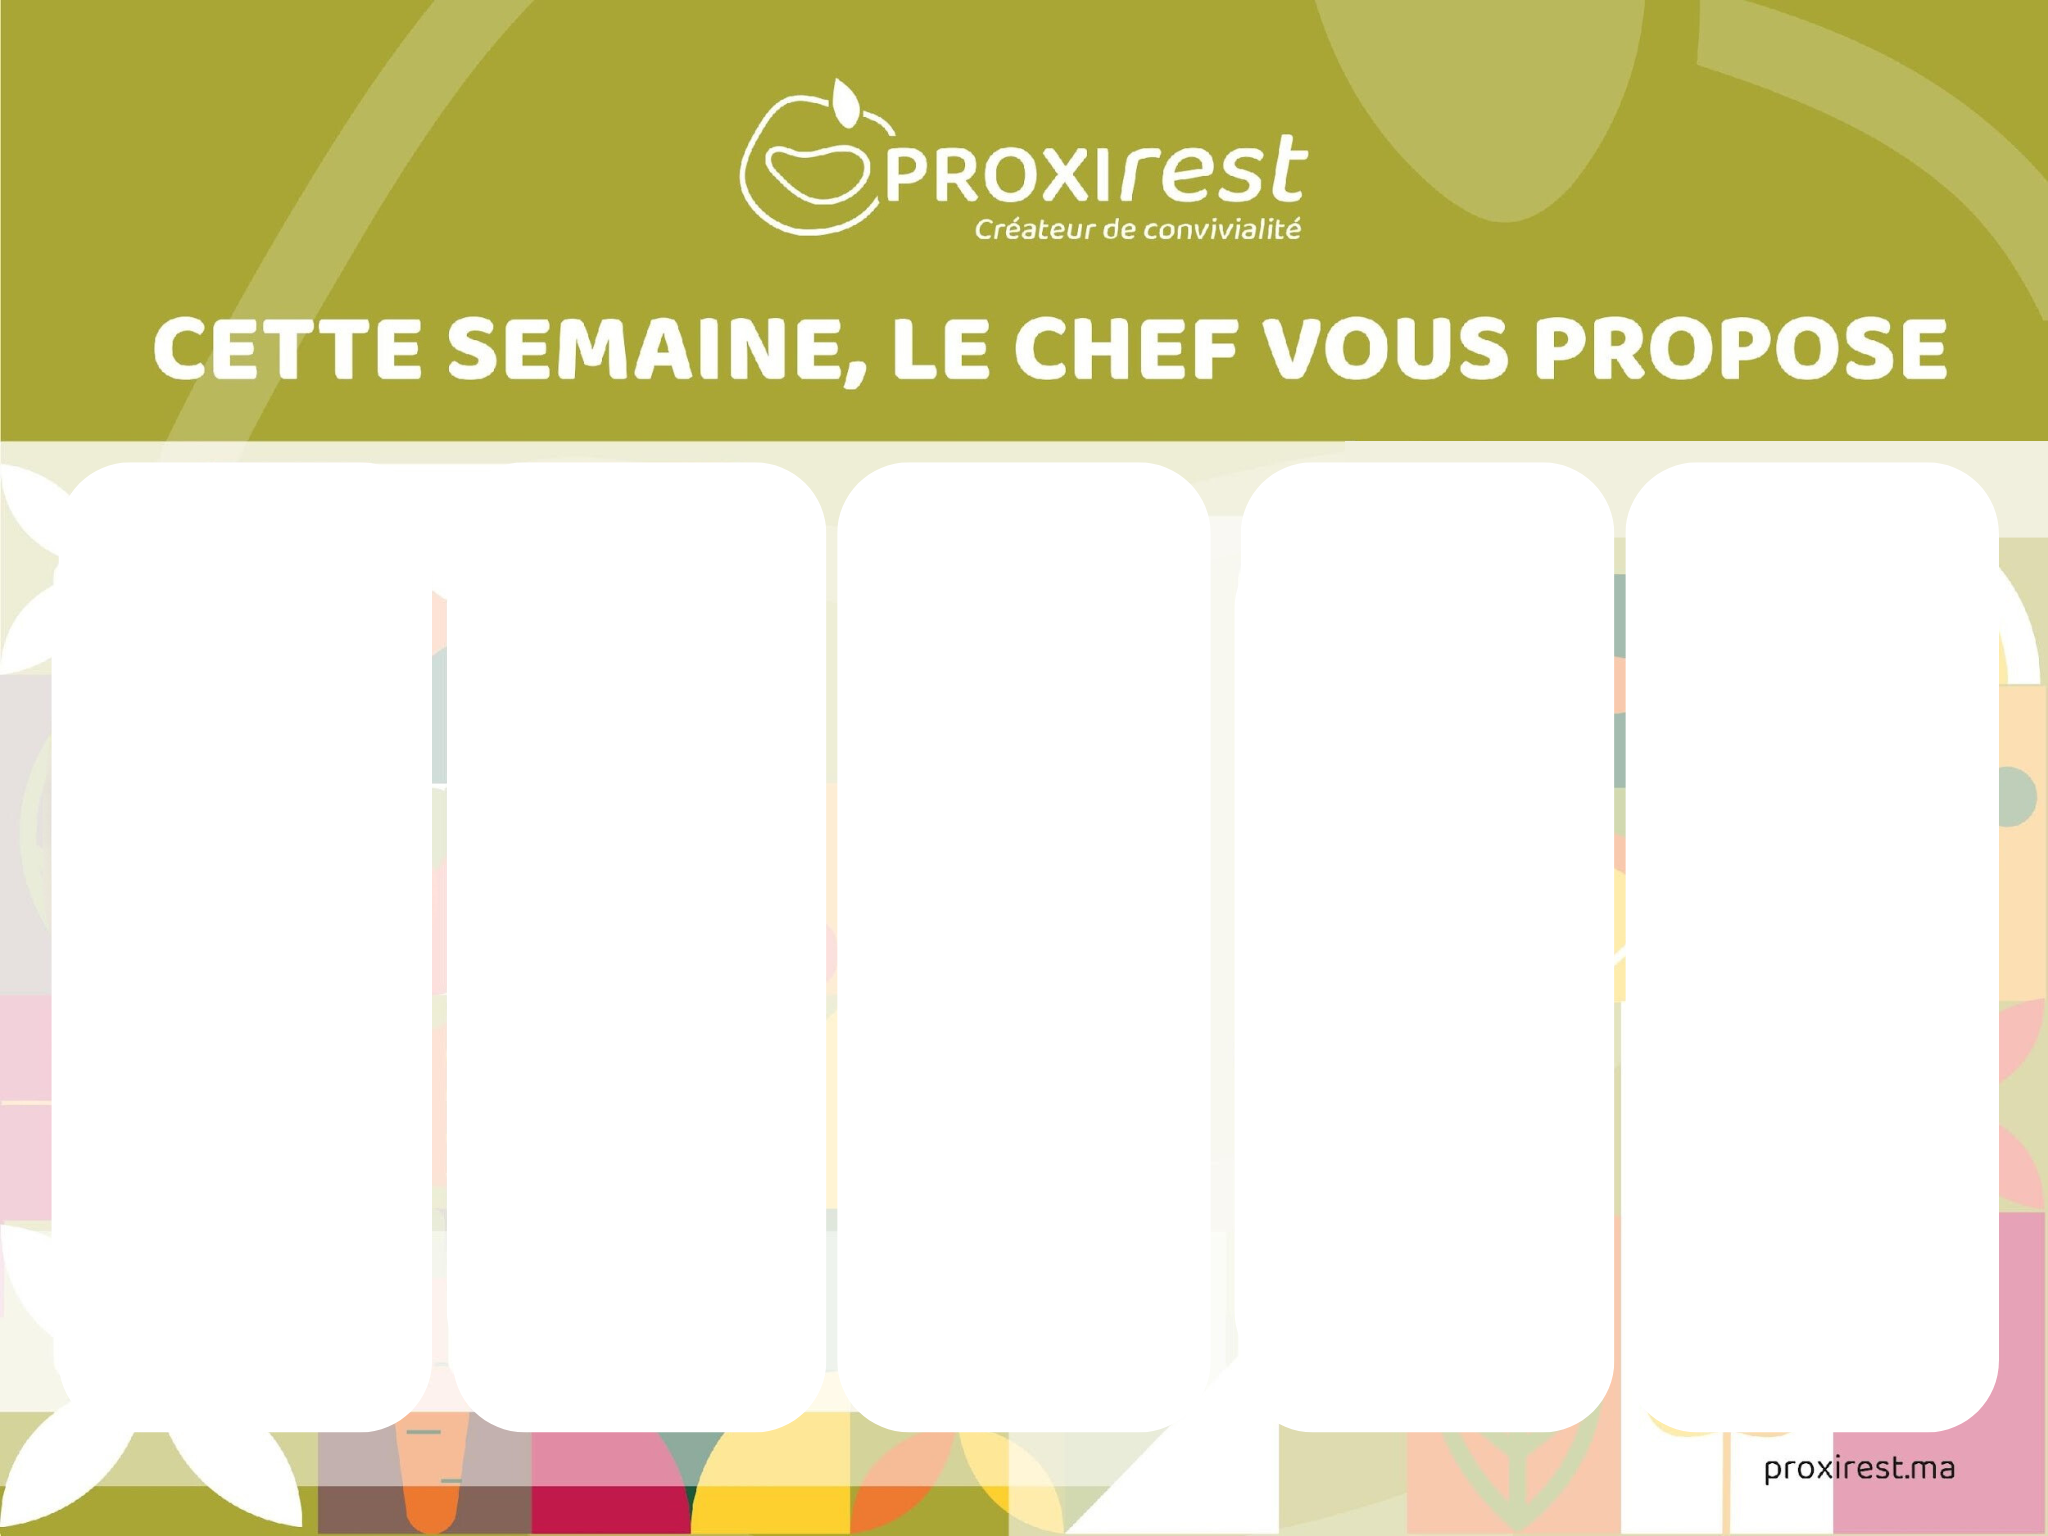 PROXIrest
Créateur de convivialité
CETTE SEMAINE, LE CHEF VOUS PROPOSE
proxirest.ma